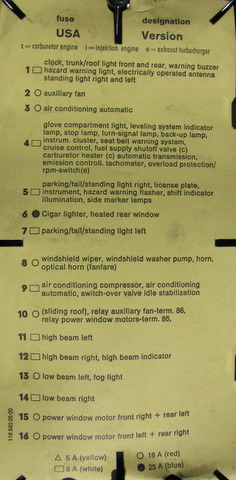 fuse designation
USA Version
c = carburetor engine i = injektion engine e = exhaust turbocharger
1 clock, trunk/roof light front and rear, warning buzzer
hazard warning light, electrically operated antenna
standing light right and left
2 auxiliary fan
3 air conditioning automatic
glove compartment light, leveling system indicator
lamp, stop lamp, turn-signal lamp, back-up lamp,
4 instrum. cluster, seat belt warning system,
cruise control, fuel supply shutoff valve (c)
carburetor heater (c) automatic transmission,
emission controll. tachometer, overload protection/
rpm-switch(e)
parking/tail/standing light right, license plate,
5 instrument, hazard warning flasher, shift indicator
illumination, side marker lamps
6 Cigar lighter, heated rear window
7 parking/tail/standing light left
8 windshield wiper, windshield washer pump, horn,
optical horn (fanfare)
9 air conditioning compressor, air conditioning
automatic, switch-over valve idle stabilization
10 (sliding roof), relay auxiliary fan-term. 86,
relay power window motors-term. 86,
11 high beam left
12 high beam right, high beam indicator
13 low beam left, fog light
14 low beam right
15 power window motor front right + rear left
16 power window motor front left + rear right
5 A (yellow) 16 A (red)
8 A (white) 25 A (blue)